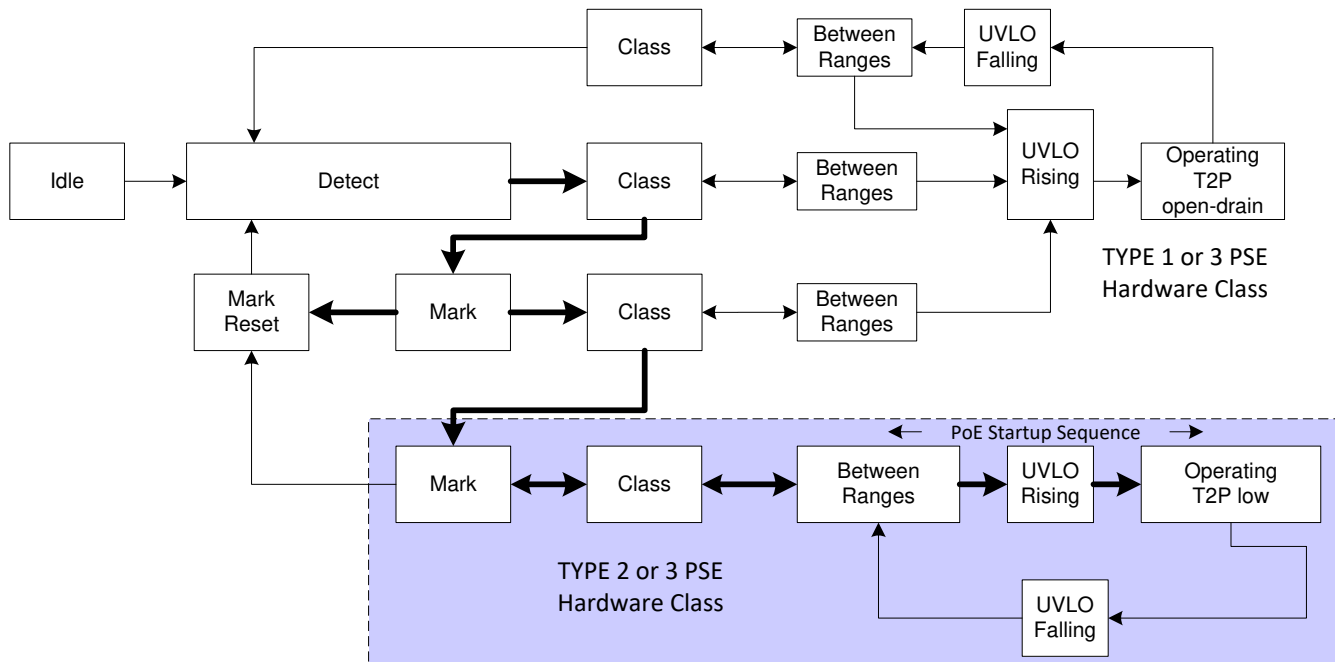 Class
Between
Ranges
UVLO
Falling
Idle
Detect
Class
Between
Ranges
UVLO
Rising
Operating
T2P
open-drain
TYPE 1 or 3 PSE
Hardware Class
Mark
Reset
Mark
Class
Between
Ranges
PoE Startup Sequence
Mark
Class
Between
Ranges
UVLO
Rising
Operating
T2P low
TYPE 2 or 3 PSE
Hardware Class
UVLO
Falling